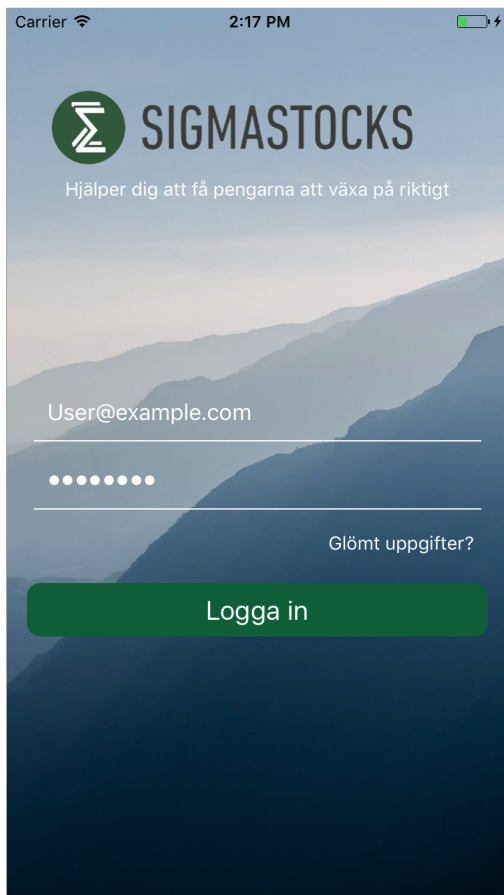 Carrier 2:17 PM
SIGMASTOCKS
Hjälper dig att få pengarna att växa på riktigt
User@example.com
••••••••
Glömt uppgifter?
Logga in